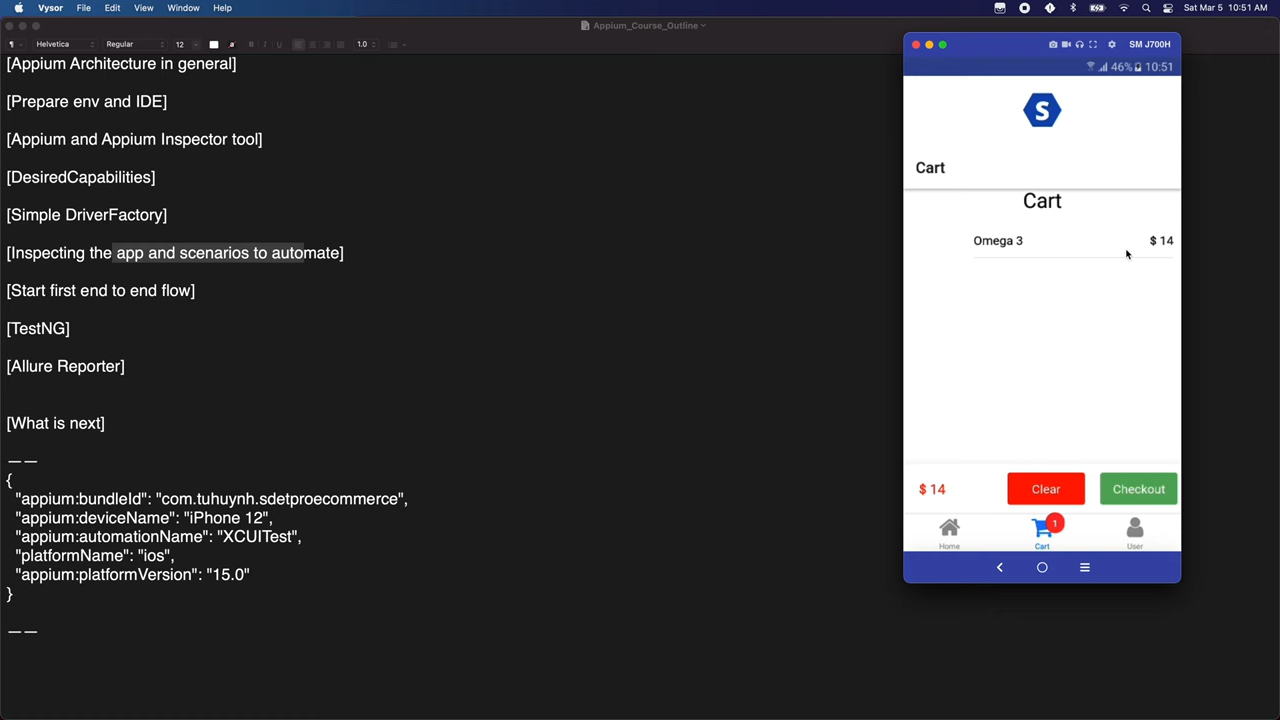 Vysor File Edit View Window Help Sat Mar 5 10:51 AM
Appium_Course_Outline
¶ Helvetica Regular 12 a B I U 1.0
[Appium Architecture in general]
[Prepare env and IDE]
[Appium and Appium Inspector tool]
[DesiredCapabilities]
[Simple DriverFactory]
[Inspecting the app and scenarios to automate]
[Start first end to end flow]
[TestNG]
[Allure Reporter]
[What is next]
——
{
"appium:bundleId": "com.tuhuynh.sdetproecommerce",
"appium:deviceName": "iPhone 12",
"appium:automationName": "XCUITest",
"platformName": "ios",
"appium:platformVersion": "15.0"
}
——
SM J700H
46% 10:51
S
Cart
Cart
Omega 3 $ 14
$ 14 Clear Checkout
1
Home Cart User